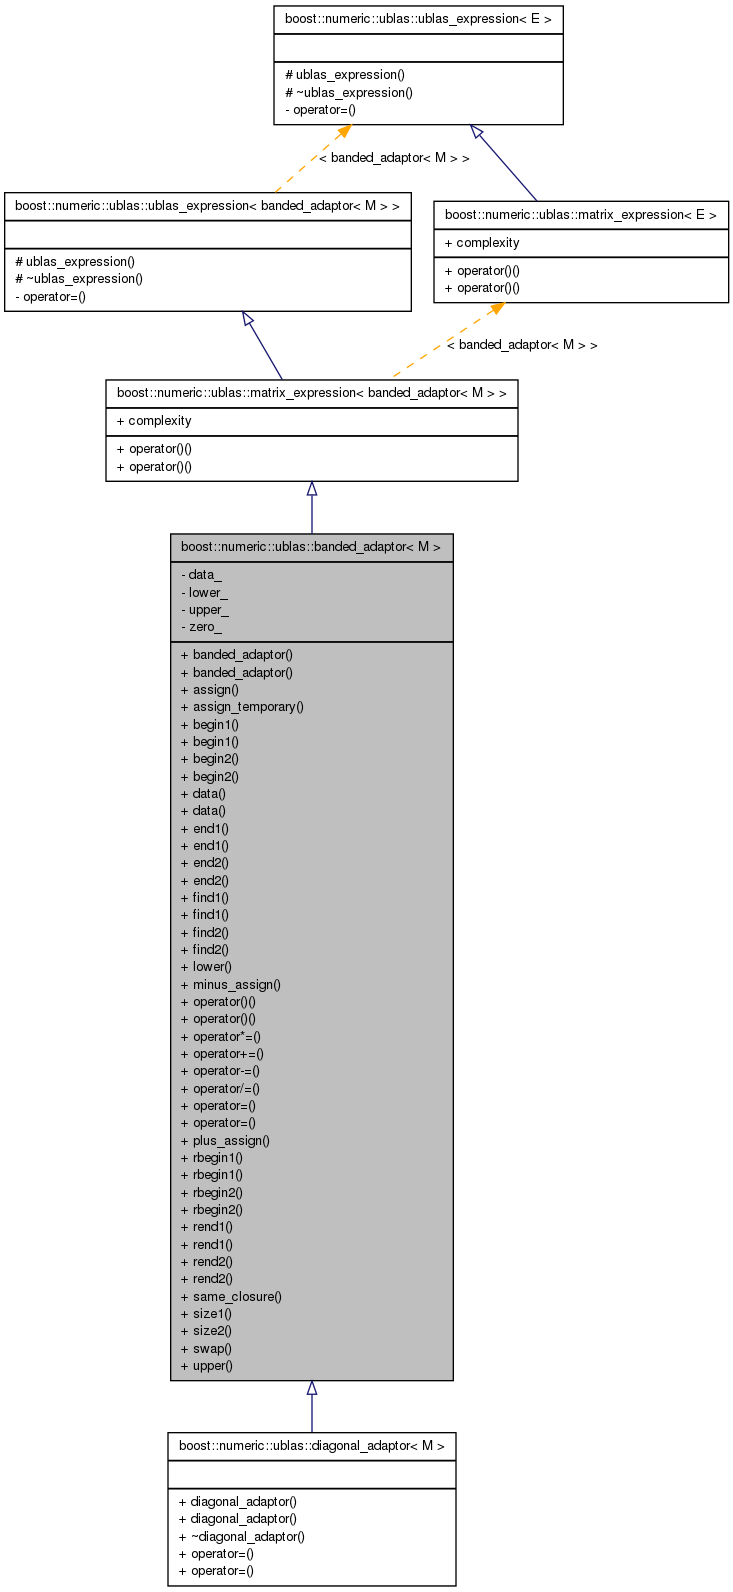 boost::numeric::ublas::ublas_expression< E >
# ublas_expression()
# ~ublas_expression()
- operator=()
< banded_adaptor< M > >
boost::numeric::ublas::ublas_expression< banded_adaptor< M > >
# ublas_expression()
# ~ublas_expression()
- operator=()
boost::numeric::ublas::matrix_expression< E >
+ complexity
+ operator()()
+ operator()()
< banded_adaptor< M > >
boost::numeric::ublas::matrix_expression< banded_adaptor< M > >
+ complexity
+ operator()()
+ operator()()
boost::numeric::ublas::banded_adaptor< M >
- data_
- lower_
- upper_
- zero_
+ banded_adaptor()
+ banded_adaptor()
+ assign()
+ assign_temporary()
+ begin1()
+ begin1()
+ begin2()
+ begin2()
+ data()
+ data()
+ end1()
+ end1()
+ end2()
+ end2()
+ find1()
+ find1()
+ find2()
+ find2()
+ lower()
+ minus_assign()
+ operator()()
+ operator()()
+ operator*=()
+ operator+=()
+ operator-=()
+ operator/=()
+ operator=()
+ operator=()
+ plus_assign()
+ rbegin1()
+ rbegin1()
+ rbegin2()
+ rbegin2()
+ rend1()
+ rend1()
+ rend2()
+ rend2()
+ same_closure()
+ size1()
+ size2()
+ swap()
+ upper()
boost::numeric::ublas::diagonal_adaptor< M >
+ diagonal_adaptor()
+ diagonal_adaptor()
+ ~diagonal_adaptor()
+ operator=()
+ operator=()